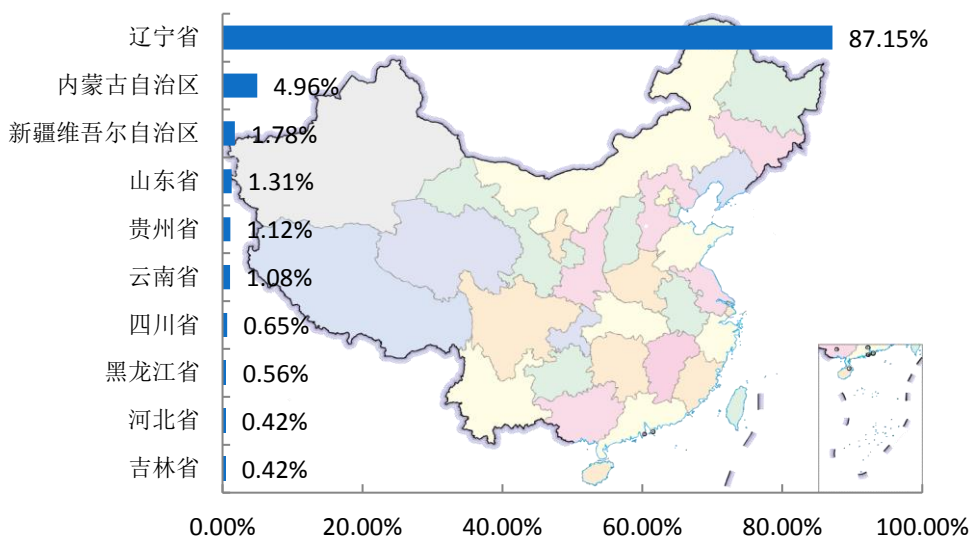 辽宁省 87.15%
内蒙古自治区 4.96%
新疆维吾尔自治区 1.78%
山东省 1.31%
贵州省 1.12%
云南省 1.08%
四川省 0.65%
黑龙江省 0.56%
河北省 0.42%
吉林省 0.42%
0.00% 20.00% 40.00% 60.00% 80.00% 100.00%